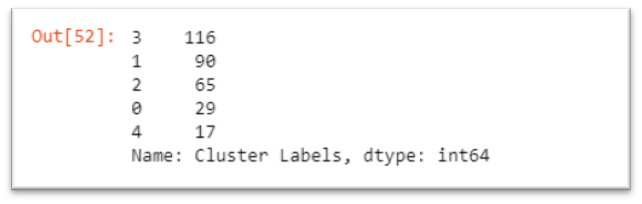 Out[52]: 3    116
1     90
2     65
0     29
4     17
Name: Cluster Labels, dtype: int64